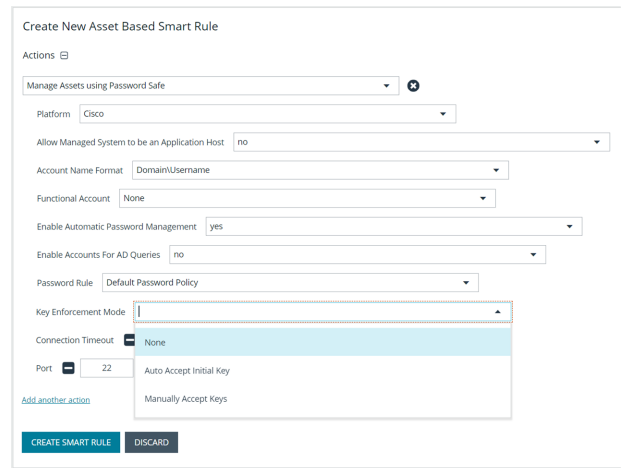 Create New Asset Based Smart Rule
Actions
Manage Assets using Password Safe
Platform Cisco
Allow Managed System to be an Application Host no
Account Name Format Domain\Username
Functional Account None
Enable Automatic Password Management yes
Enable Accounts For AD Queries no
Password Rule Default Password Policy
Key Enforcement Mode
Connection Timeout
None
Auto Accept Initial Key
Port 22
Manually Accept Keys
Add another action
CREATE SMART RULE DISCARD